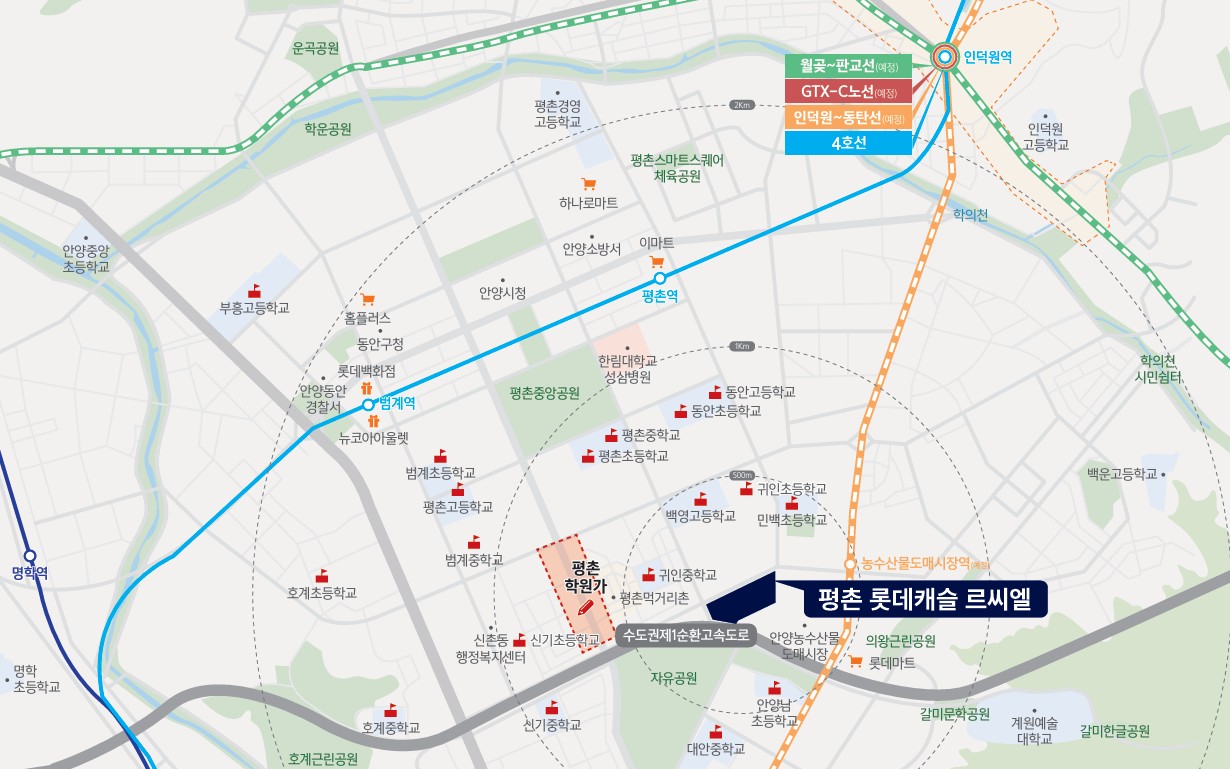 운곡공원
월곶~판교선(예정)
인덕원역
GTX-C노선(예정)
평촌경영
고등학교
2Km
인덕원~동탄선(예정)
학운공원
인덕원
고등학교
4호선
평촌스마트스퀘어
체육공원
하나로마트
학의천
안양중앙
초등학교
안양소방서
이마트
안양시청
평촌역
부흥고등학교
홈플러스
동안구청
1Km
한림대학교
성심병원
학의천
시민쉼터
롯데백화점
안양동안
경찰서
범계역
평촌중앙공원
동안고등학교
동안초등학교
뉴코아아울렛
평촌중학교
평촌초등학교
범계초등학교
500m
백운고등학교
평촌고등학교
귀인초등학교
백영고등학교
민백초등학교
범계중학교
명학역
평촌
학원가
귀인중학교
농수산물도매시장역(예정)
호계초등학교
평촌먹거리촌
평촌 롯데캐슬 르씨엘
신촌동
행정복지센터
신기초등학교
수도권제1순환고속도로
안양농수산물
도매시장
의왕근린공원
롯데마트
명학
초등학교
자유공원
안양남
초등학교
갈미문학공원
호계중학교
신기중학교
계원예술
대학교
갈미한글공원
대안중학교
호계근린공원